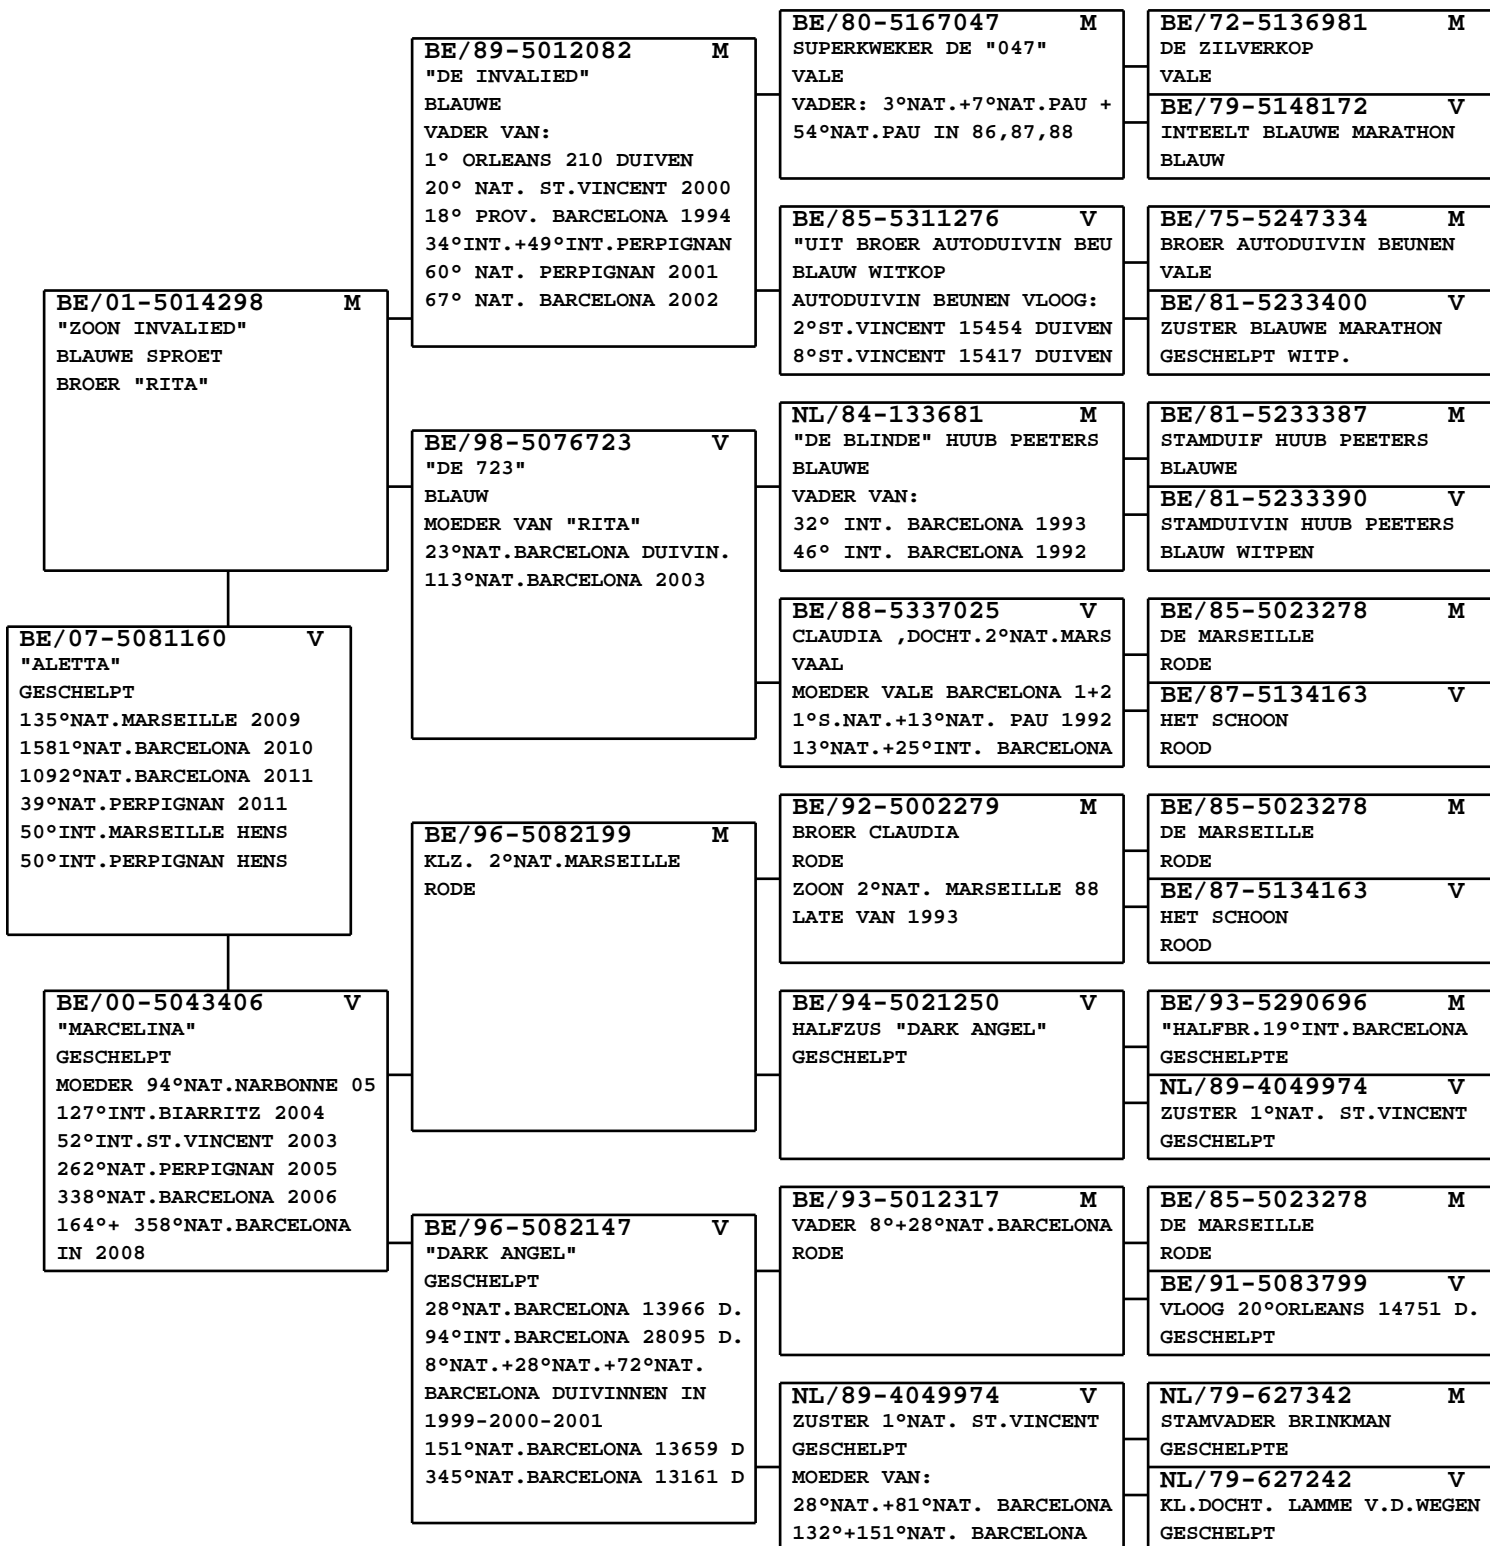 BE/07-5081160 V
"ALETTA"
GESCHELPT
135°NAT.MARSEILLE 2009
1581°NAT.BARCELONA 2010
1092°NAT.BARCELONA 2011
39°NAT.PERPIGNAN 2011
50°INT.MARSEILLE HENS
50°INT.PERPIGNAN HENS
BE/01-5014298 M
"ZOON INVALIED"
BLAUWE SPROET
BROER "RITA"
BE/00-5043406 V
"MARCELINA"
GESCHELPT
MOEDER 94°NAT.NARBONNE 05
127°INT.BIARRITZ 2004
52°INT.ST.VINCENT 2003
262°NAT.PERPIGNAN 2005
338°NAT.BARCELONA 2006
164°+ 358°NAT.BARCELONA
IN 2008
BE/89-5012082 M
"DE INVALIED"
BLAUWE
VADER VAN:
1° ORLEANS 210 DUIVEN
20° NAT. ST.VINCENT 2000
18° PROV. BARCELONA 1994
34°INT.+49°INT.PERPIGNAN
60° NAT. PERPIGNAN 2001
67° NAT. BARCELONA 2002
BE/98-5076723 V
"DE 723"
BLAUW
MOEDER VAN "RITA"
23°NAT.BARCELONA DUIVIN.
113°NAT.BARCELONA 2003
BE/96-5082199 M
KLZ. 2°NAT.MARSEILLE
RODE
BE/96-5082147 V
"DARK ANGEL"
GESCHELPT
28°NAT.BARCELONA 13966 D.
94°INT.BARCELONA 28095 D.
8°NAT.+28°NAT.+72°NAT.
BARCELONA DUIVINNEN IN
1999-2000-2001
151°NAT.BARCELONA 13659 D
345°NAT.BARCELONA 13161 D
BE/80-5167047 M
SUPERKWEKER DE "047"
VALE
VADER: 3°NAT.+7°NAT.PAU +
54°NAT.PAU IN 86,87,88
BE/85-5311276 V
"UIT BROER AUTODUIVIN BEU
BLAUW WITKOP
AUTODUIVIN BEUNEN VLOOG:
2°ST.VINCENT 15454 DUIVEN
8°ST.VINCENT 15417 DUIVEN
NL/84-133681 M
"DE BLINDE" HUUB PEETERS
BLAUWE
VADER VAN:
32° INT. BARCELONA 1993
46° INT. BARCELONA 1992
BE/88-5337025 V
CLAUDIA ,DOCHT.2°NAT.MARS
VAAL
MOEDER VALE BARCELONA 1+2
1°S.NAT.+13°NAT. PAU 1992
13°NAT.+25°INT. BARCELONA
BE/92-5002279 M
BROER CLAUDIA
RODE
ZOON 2°NAT. MARSEILLE 88
LATE VAN 1993
BE/94-5021250 V
HALFZUS "DARK ANGEL"
GESCHELPT
BE/93-5012317 M
VADER 8°+28°NAT.BARCELONA
RODE
NL/89-4049974 V
ZUSTER 1°NAT. ST.VINCENT
GESCHELPT
MOEDER VAN:
28°NAT.+81°NAT. BARCELONA
132°+151°NAT. BARCELONA
BE/72-5136981 M
DE ZILVERKOP
VALE
BE/79-5148172 V
INTEELT BLAUWE MARATHON
BLAUW
BE/75-5247334 M
BROER AUTODUIVIN BEUNEN
VALE
BE/81-5233400 V
ZUSTER BLAUWE MARATHON
GESCHELPT WITP.
BE/81-5233387 M
STAMDUIF HUUB PEETERS
BLAUWE
BE/81-5233390 V
STAMDUIVIN HUUB PEETERS
BLAUW WITPEN
BE/85-5023278 M
DE MARSEILLE
RODE
BE/87-5134163 V
HET SCHOON
ROOD
BE/85-5023278 M
DE MARSEILLE
RODE
BE/87-5134163 V
HET SCHOON
ROOD
BE/93-5290696 M
"HALFBR.19°INT.BARCELONA
GESCHELPTE
NL/89-4049974 V
ZUSTER 1°NAT. ST.VINCENT
GESCHELPT
BE/85-5023278 M
DE MARSEILLE
RODE
BE/91-5083799 V
VLOOG 20°ORLEANS 14751 D.
GESCHELPT
NL/79-627342 M
STAMVADER BRINKMAN
GESCHELPTE
NL/79-627242 V
KL.DOCHT. LAMME V.D.WEGEN
GESCHELPT